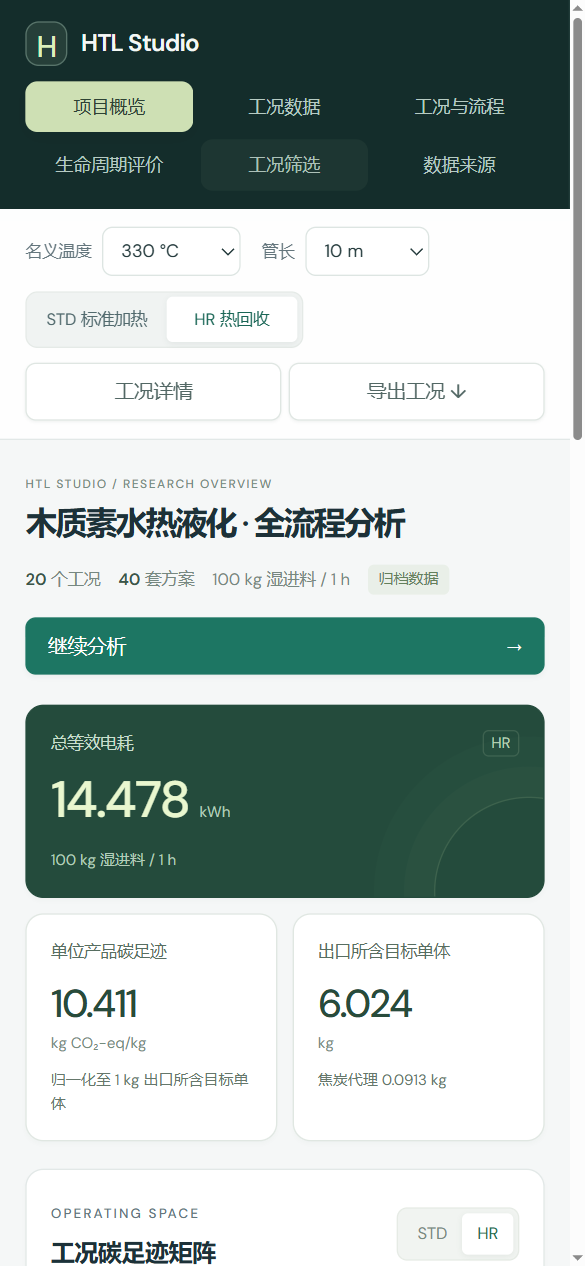 H HTL Studio
项目概览 工况数据 工况与流程
生命周期评价 工况筛选 数据来源
名义温度 330 °C 管长 10 m
STD 标准加热 HR 热回收
工况详情 导出工况 ↓
HTL STUDIO / RESEARCH OVERVIEW
木质素水热液化 · 全流程分析
20 个工况 40 套方案 100 kg 湿进料 / 1 h 归档数据
继续分析 →
总等效电耗 HR
14.478 kWh
100 kg 湿进料 / 1 h
单位产品碳足迹
10.411
kg CO₂-eq/kg
归一化至 1 kg 出口所含目标单
体
出口所含目标单体
6.024
kg
焦炭代理 0.0913 kg
OPERATING SPACE
工况碳足迹矩阵
STD HR